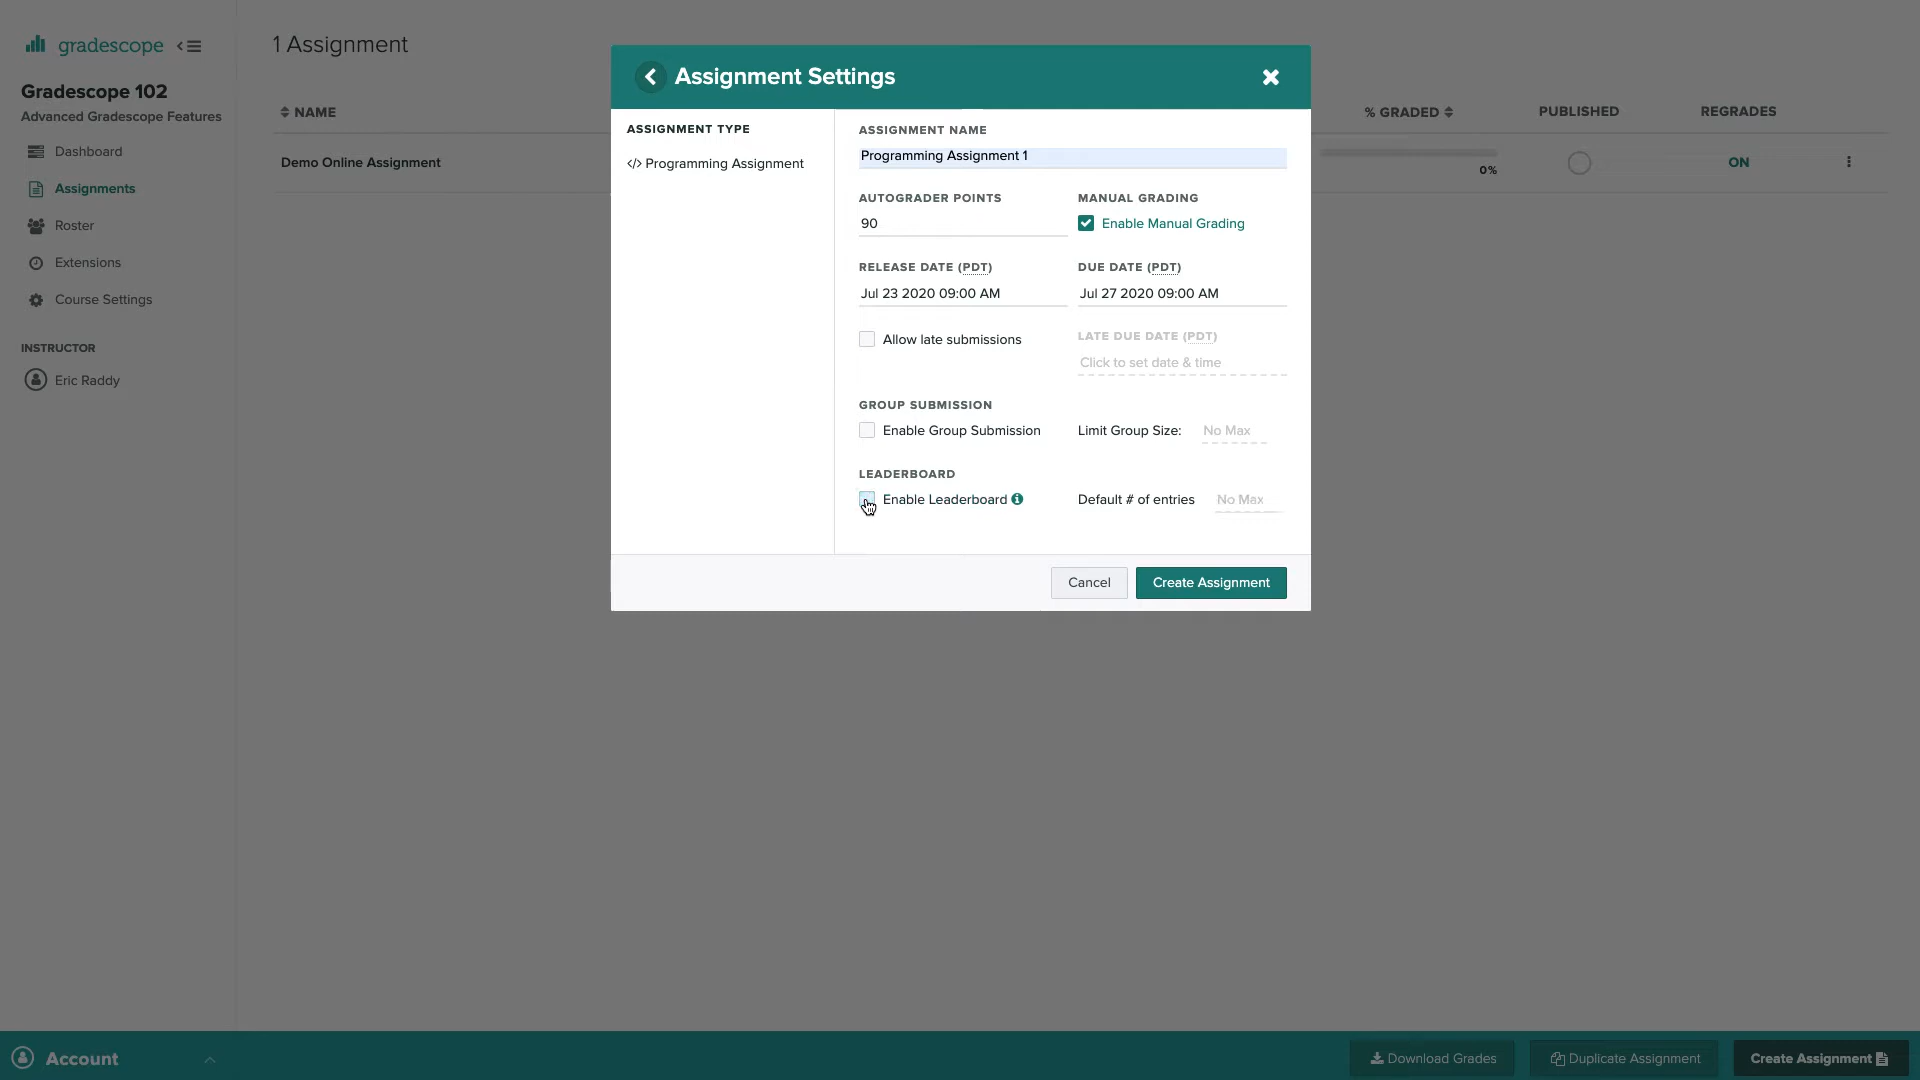 gradescope
Gradescope 102
Advanced Gradescope Features
Dashboard
Assignments
Roster
Extensions
Course Settings
INSTRUCTOR
Eric Raddy
1 Assignment
NAME
% GRADED
PUBLISHED
REGRADES
Demo Online Assignment
0%
ON
Assignment Settings
ASSIGNMENT TYPE
</> Programming Assignment
ASSIGNMENT NAME
Programming Assignment 1
AUTOGRADER POINTS
90
MANUAL GRADING
Enable Manual Grading
RELEASE DATE (PDT)
Jul 23 2020 09:00 AM
DUE DATE (PDT)
Jul 27 2020 09:00 AM
Allow late submissions
LATE DUE DATE (PDT)
Click to set date & time
GROUP SUBMISSION
Enable Group Submission
Limit Group Size: No Max
LEADERBOARD
Enable Leaderboard
Default # of entries No Max
Cancel
Create Assignment
Account
Download Grades
Duplicate Assignment
Create Assignment